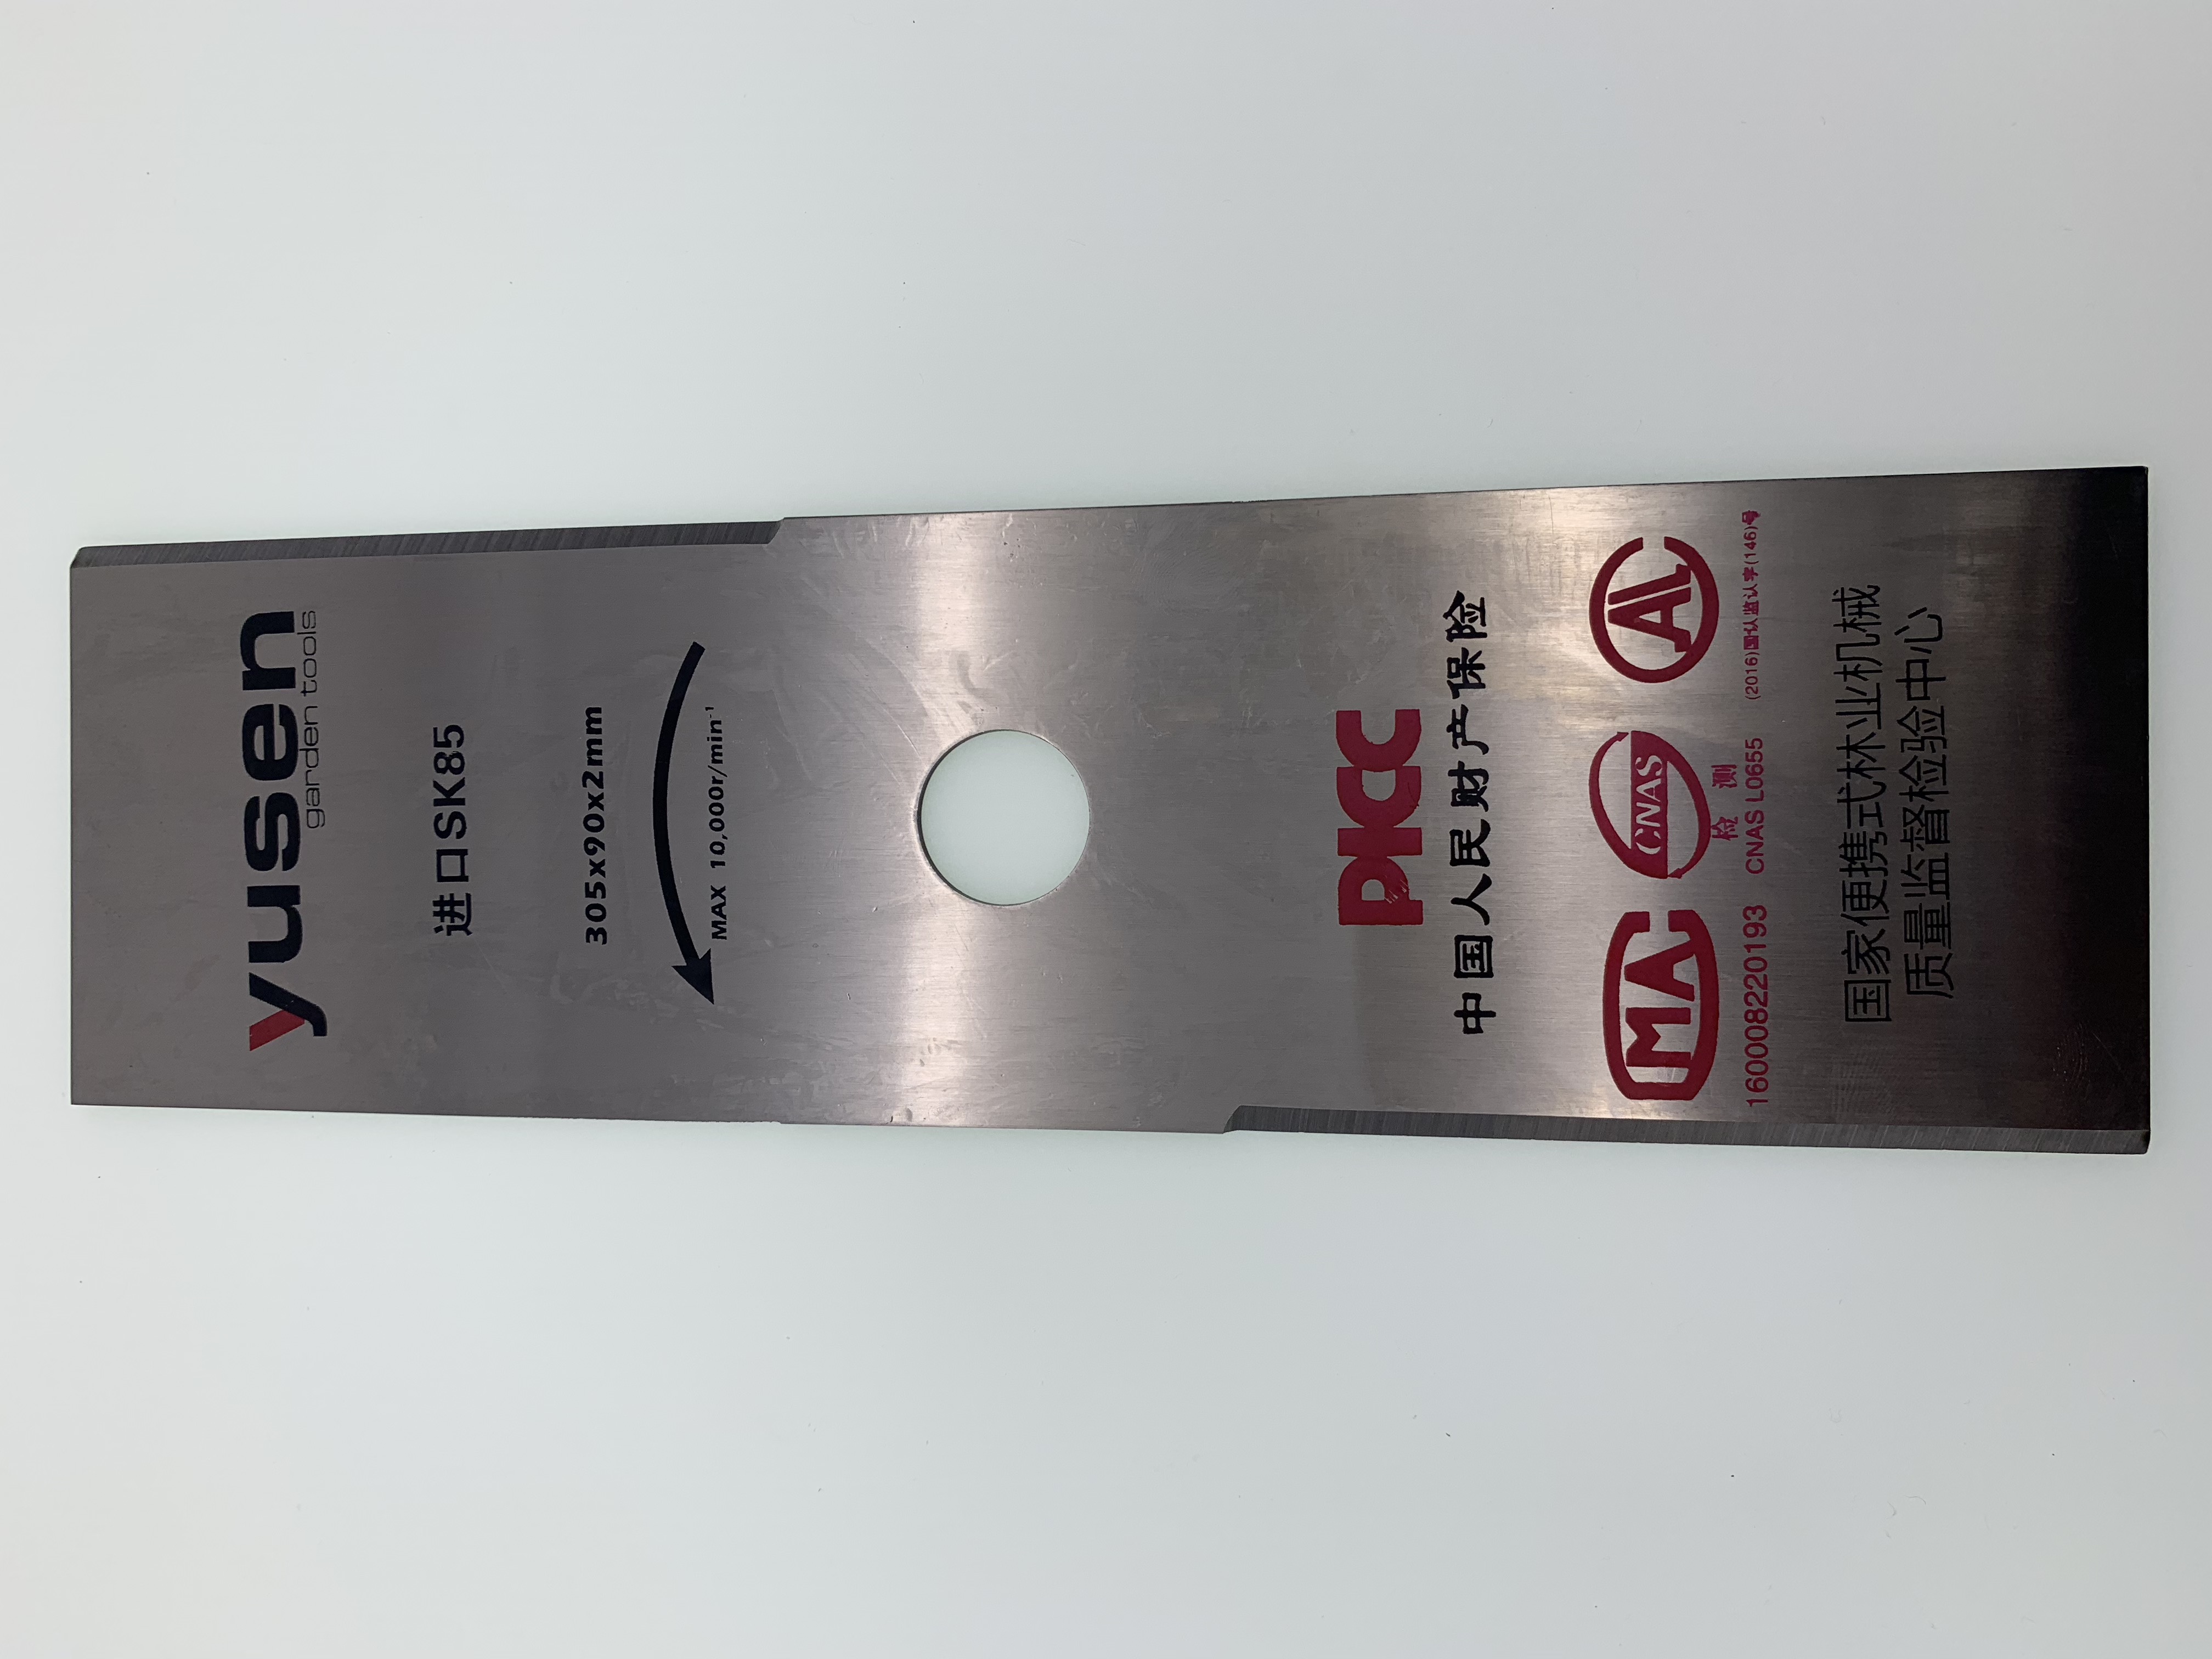 yusen
garden tools
进口SK85
305x90x2mm
MAX 10,000r/min⁻¹
PICC
中国人民财产保险
MA
CNAS
AL
检 测
160008220193
CNAS L0655
(2016)国认监认字(146)号
国家便携式林业机械
质量监督检验中心